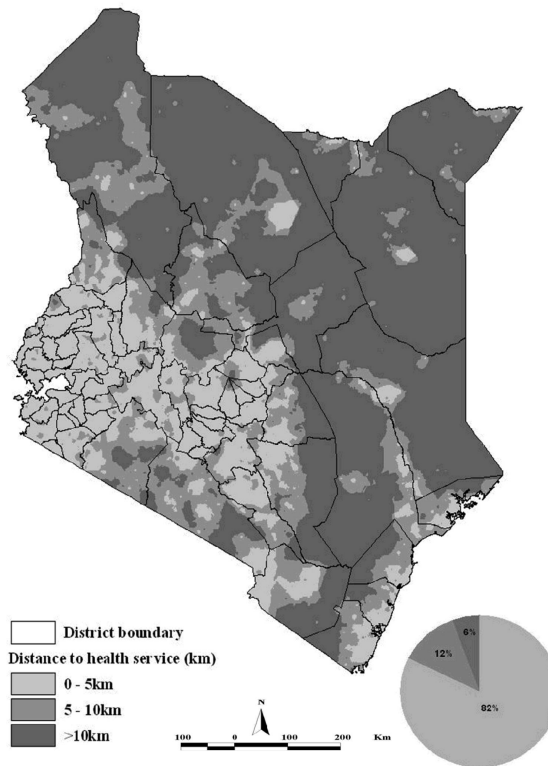 District boundary
Distance to health service (km)
0 - 5km
5 - 10km
>10km
N
100 0 100 200 Km
6%
12%
82%